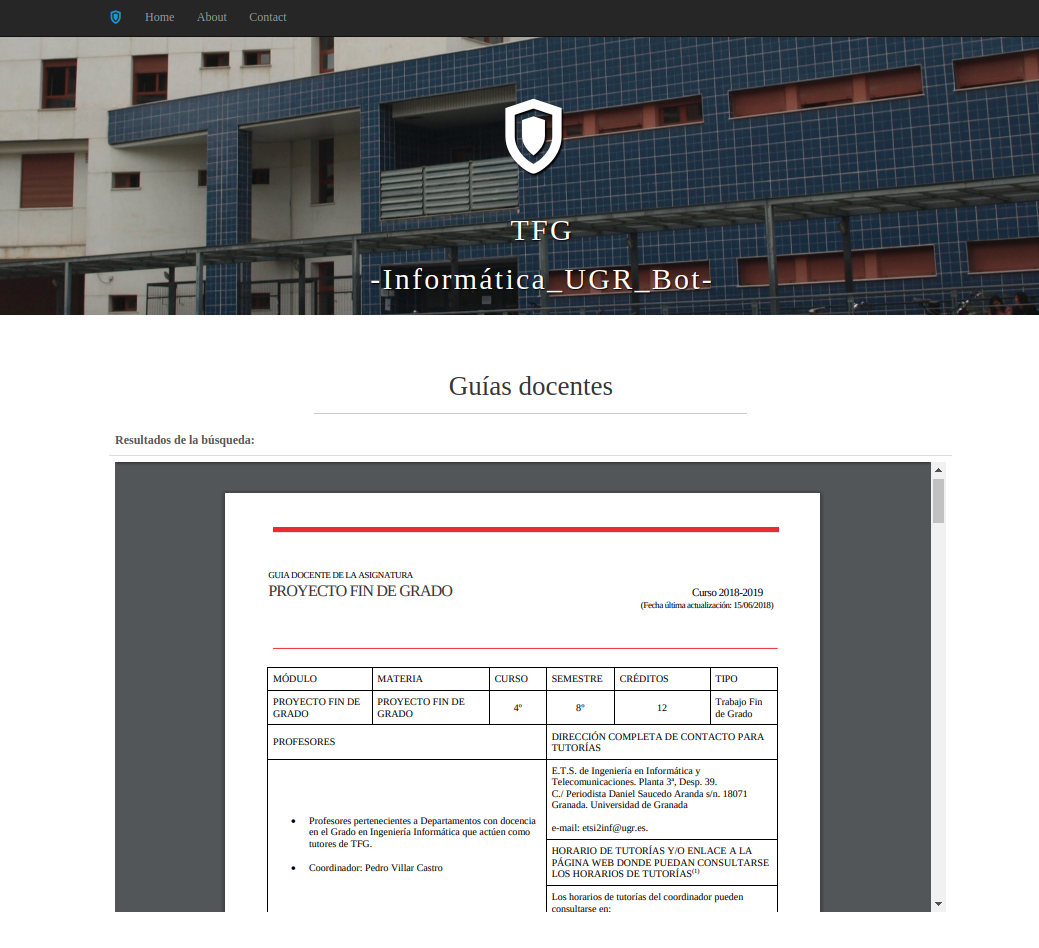 Home About Contact
TFG
-Informática_UGR_Bot-
Guías docentes
Resultados de la búsqueda:
GUIA DOCENTE DE LA ASIGNATURA
PROYECTO FIN DE GRADO
Curso 2018-2019
(Fecha última actualización: 15/06/2018)
MÓDULO MATERIA CURSO SEMESTRE CRÉDITOS TIPO
PROYECTO FIN DE
GRADO
PROYECTO FIN DE
GRADO
4º
8º
12
Trabajo Fin
de Grado
PROFESORES
DIRECCIÓN COMPLETA DE CONTACTO PARA
TUTORÍAS
• Profesores pertenecientes a Departamentos con docencia
en el Grado en Ingeniería Informática que actúen como
tutores de TFG.
• Coordinador: Pedro Villar Castro
E.T.S. de Ingeniería en Informática y
Telecomunicaciones. Planta 3ª, Desp. 39.
C./ Periodista Daniel Saucedo Aranda s/n. 18071
Granada. Universidad de Granada
e-mail: etsi2inf@ugr.es.
HORARIO DE TUTORÍAS Y/O ENLACE A LA
PÁGINA WEB DONDE PUEDAN CONSULTARSE
LOS HORARIOS DE TUTORÍAS(1)
Los horarios de tutorías del coordinador pueden
consultarse en: